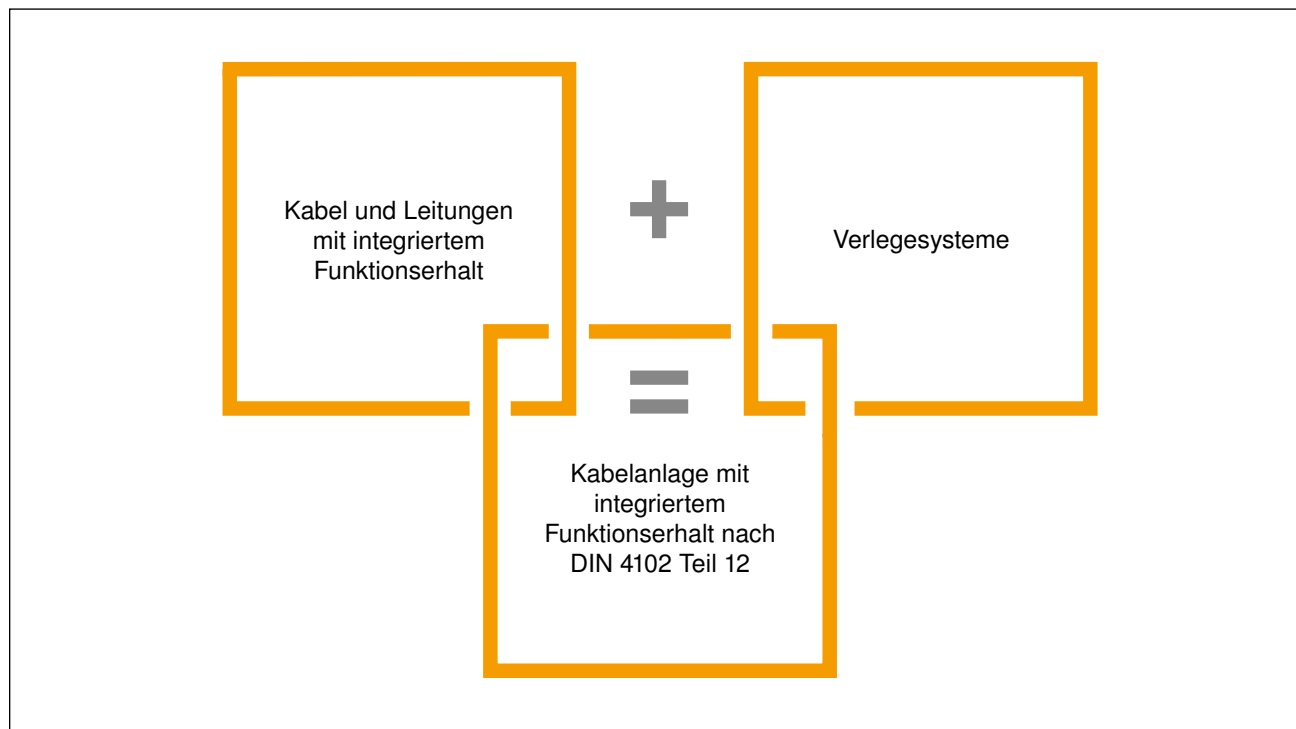 Kabel und Leitungen
mit integriertem
Funktionserhalt
+
Verlegesysteme
=
Kabelanlage mit
integriertem
Funktionserhalt nach
DIN 4102 Teil 12